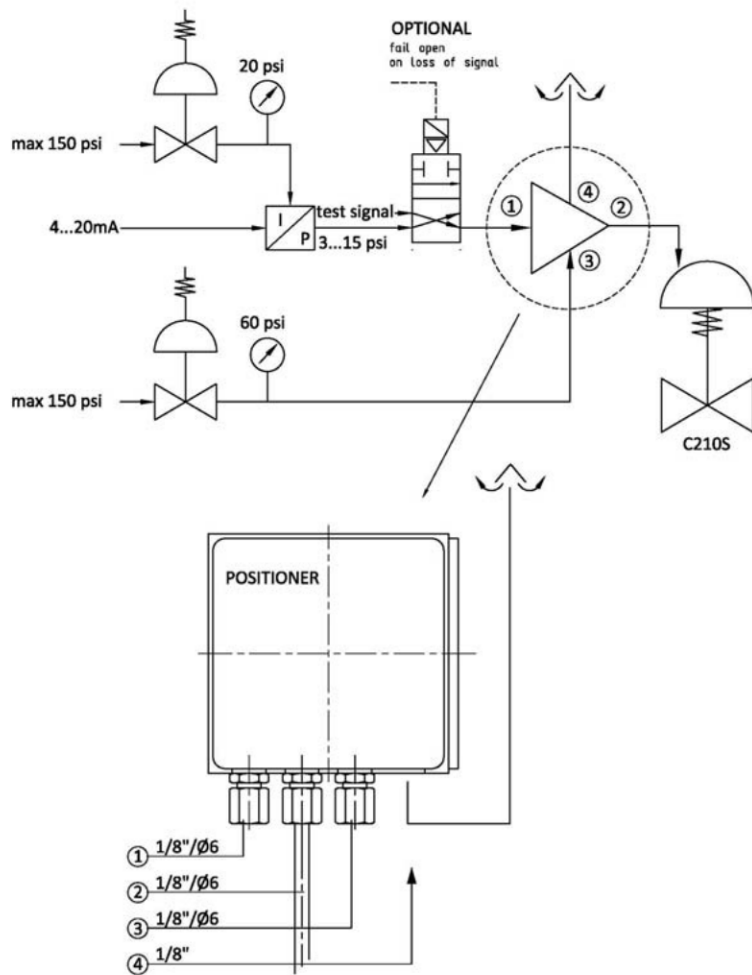 OPTIONAL
fail open
on loss of signal
20 psi
max 150 psi
① ④ ②
③
4...20mA
I
P
test signal
3...15 psi
60 psi
max 150 psi
C210S
POSITIONER
① 1/8"/Ø6
② 1/8"/Ø6
③ 1/8"/Ø6
④ 1/8"